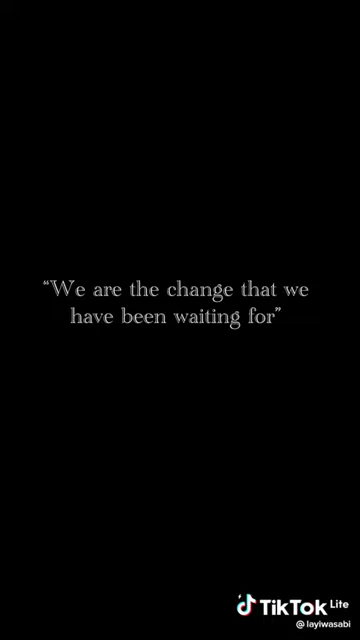 “We are the change that we
have been waiting for”
TikTok Lite
@layiwasabi